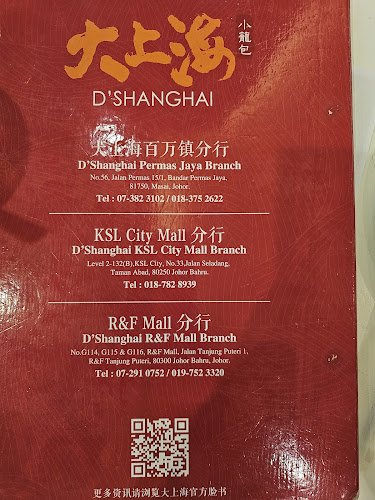 大上海
小籠包
D'SHANGHAI
大上海百万镇分行
D'Shanghai Permas Jaya Branch
No.56, Jalan Permas 15/1, Bandar Permas Jaya,
81750, Masai, Johor.
Tel : 07-382 3102 / 018-375 2622
KSL City Mall 分行
D'Shanghai KSL City Mall Branch
Level 2-132(B),KSL City, No.33,Jalan Seladang,
Taman Abad, 80250 Johor Bahru.
Tel : 018-782 8939
R&F Mall 分行
D'Shanghai R&F Mall Branch
No.G114, G115 & G116, R&F Mall, Jalan Tanjung Puteri 1,
R&F Tanjung Puteri, 80300 Johor Bahru, Johor.
Tel : 07-291 0752 / 019-752 3320
更多资讯请浏览大上海官方脸书